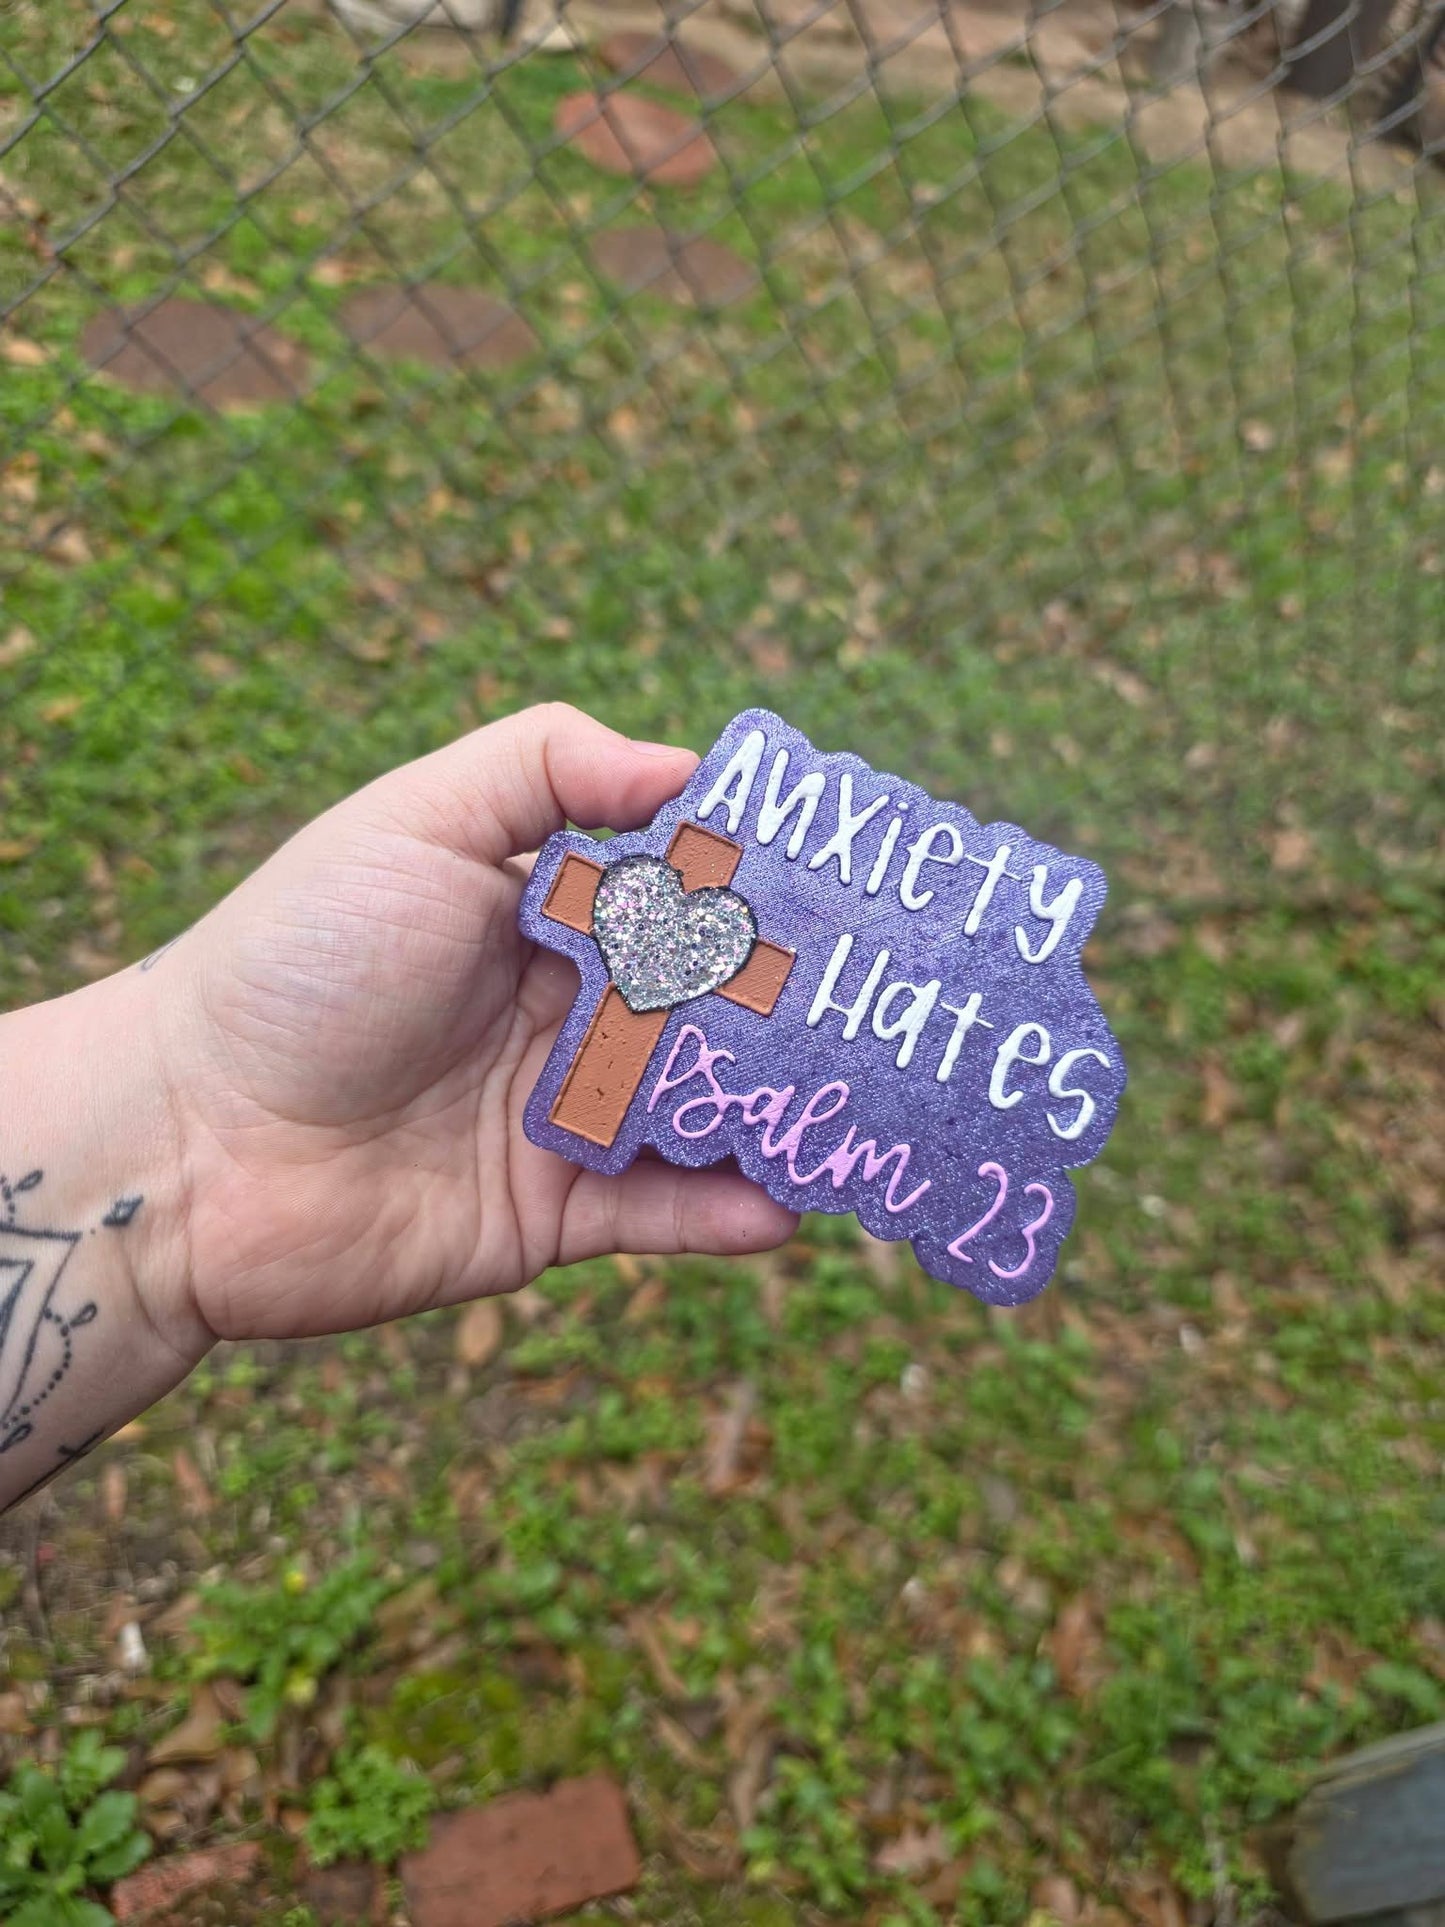 Anxiety
Hates
Psalm 23